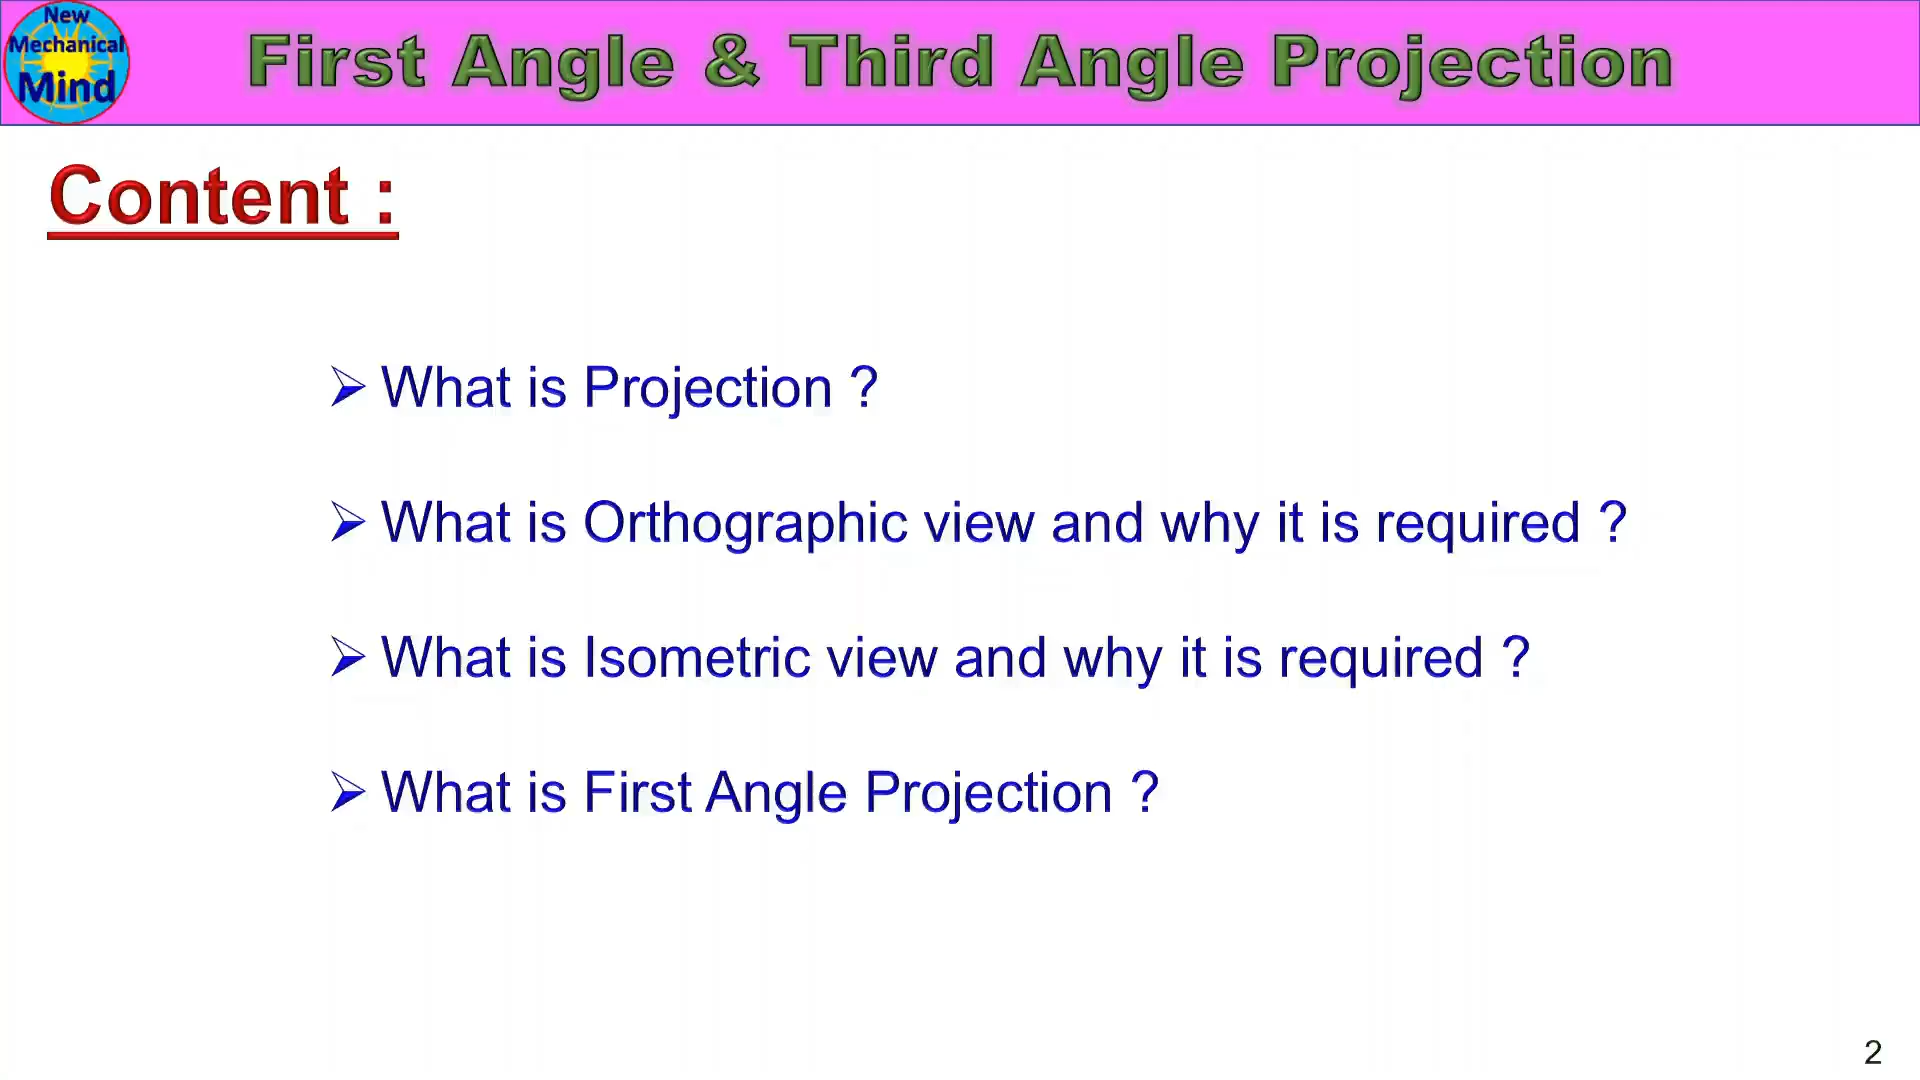 New
Mechanical
Mind
First Angle & Third Angle Projection
Content :
➢ What is Projection ?
➢ What is Orthographic view and why it is required ?
➢ What is Isometric view and why it is required ?
➢ What is First Angle Projection ?
2